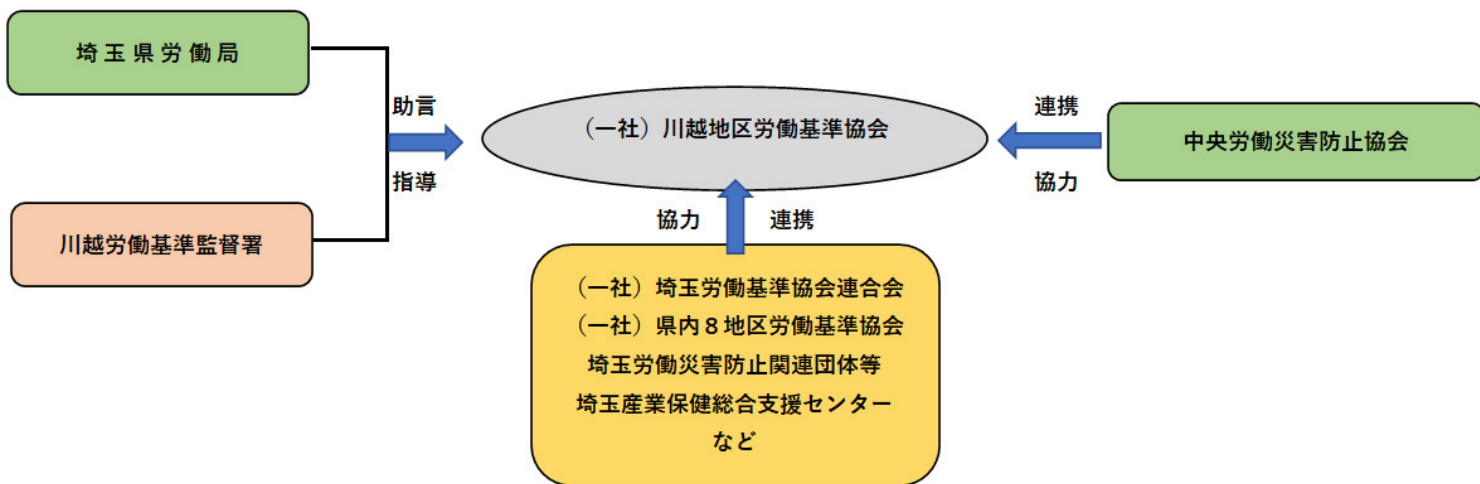 埼玉県労働局
助言
指導
川越労働基準監督署
（一社）川越地区労働基準協会
連携
協力
中央労働災害防止協会
協力 連携
（一社）埼玉労働基準協会連合会
（一社）県内８地区労働基準協会
埼玉労働災害防止関連団体等
埼玉産業保健総合支援センター
など